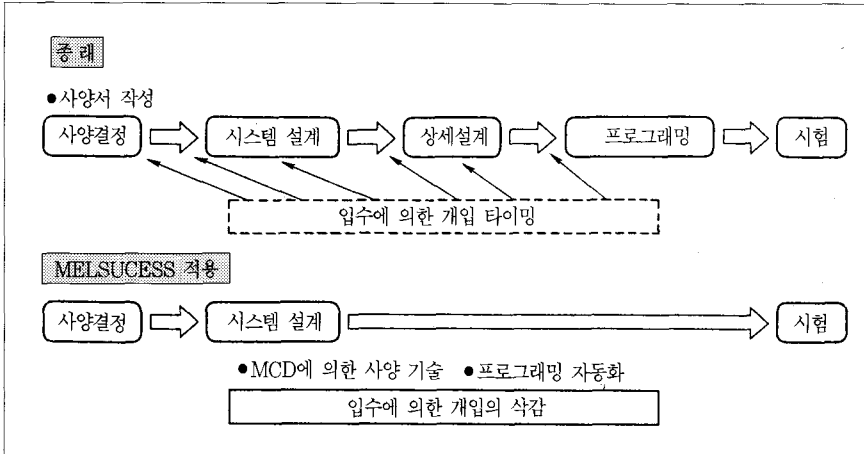 종 래
●사양서 작성
사양결정 시스템 설계 상세설계 프로그래밍 시험
입수에 의한 개입 타이밍
MELSUCESS 적용
사양결정 시스템 설계 시험
●MCD에 의한 사양 기술 ●프로그래밍 자동화
입수에 의한 개입의 삭감